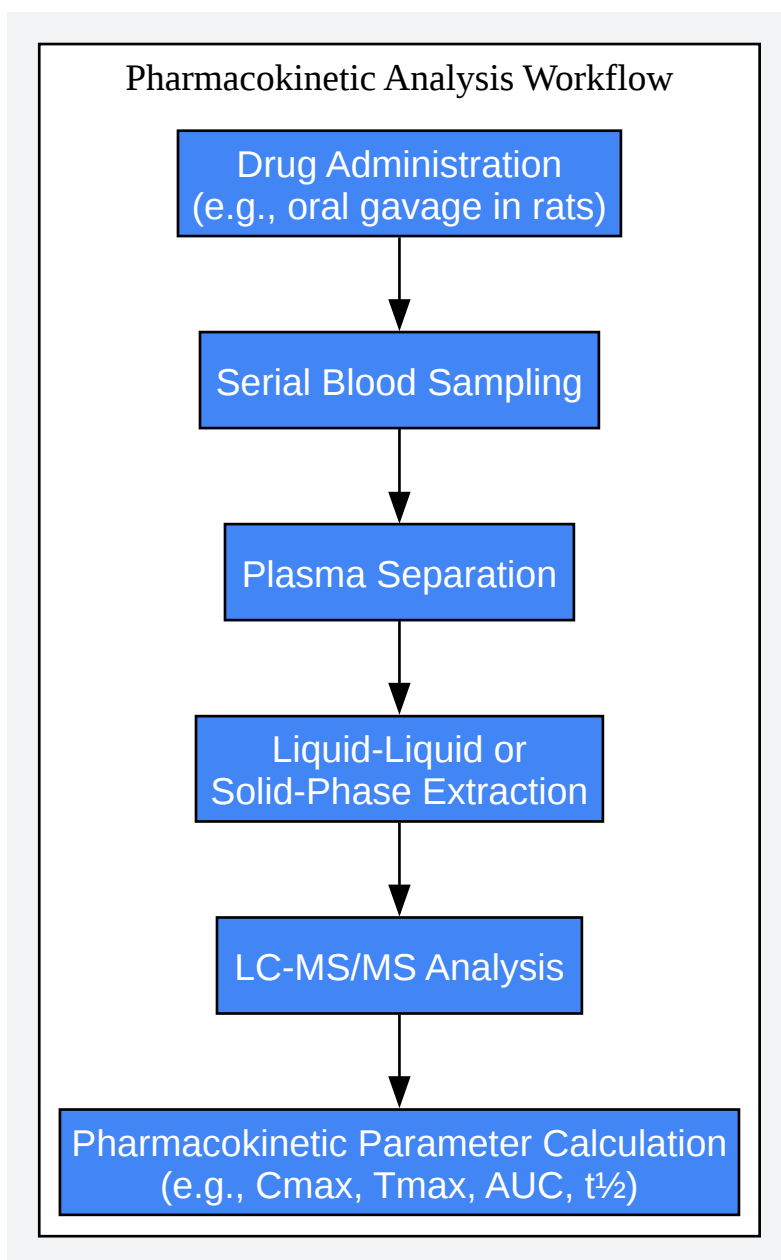 Pharmacokinetic Analysis Workflow
Drug Administration
(e.g., oral gavage in rats)
Serial Blood Sampling
Plasma Separation
Liquid-Liquid or
Solid-Phase Extraction
LC-MS/MS Analysis
Pharmacokinetic Parameter Calculation
(e.g., Cmax, Tmax, AUC, t½)